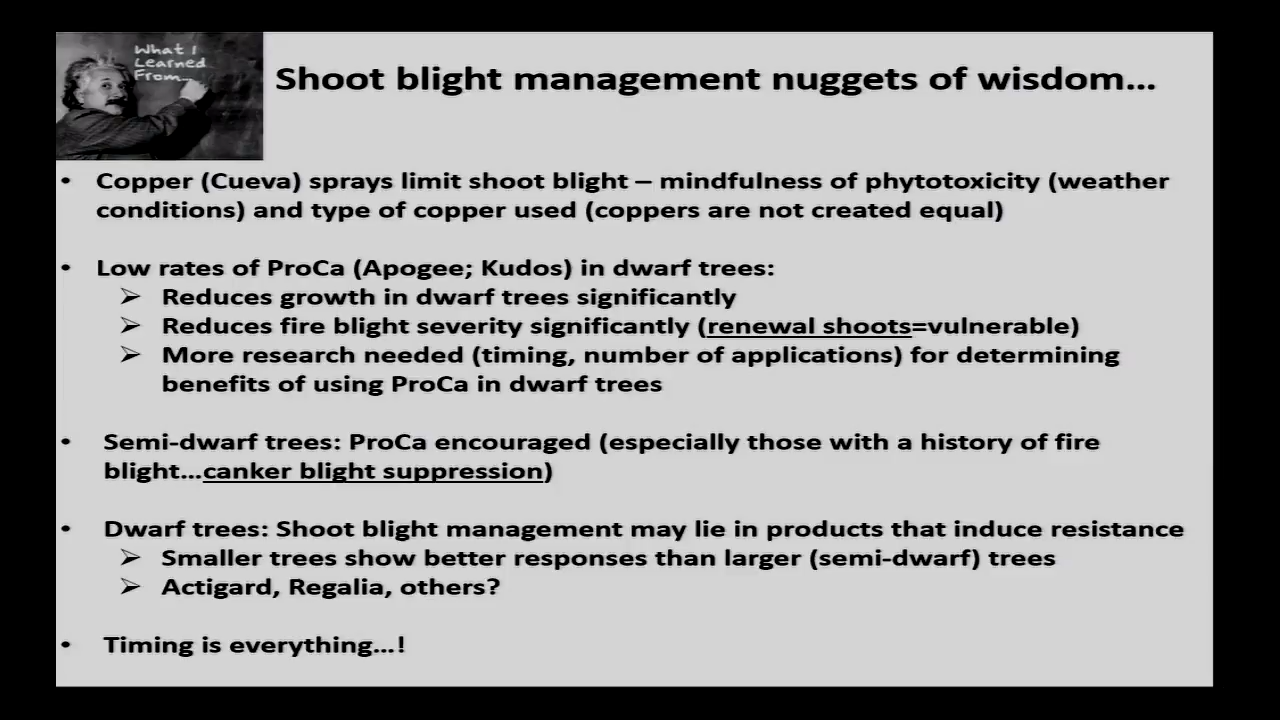 What I
Learned
From...
Shoot blight management nuggets of wisdom...
• Copper (Cueva) sprays limit shoot blight – mindfulness of phytotoxicity (weather
conditions) and type of copper used (coppers are not created equal)
• Low rates of ProCa (Apogee; Kudos) in dwarf trees:
➢ Reduces growth in dwarf trees significantly
➢ Reduces fire blight severity significantly (renewal shoots=vulnerable)
➢ More research needed (timing, number of applications) for determining
benefits of using ProCa in dwarf trees
• Semi-dwarf trees: ProCa encouraged (especially those with a history of fire
blight...canker blight suppression)
• Dwarf trees: Shoot blight management may lie in products that induce resistance
➢ Smaller trees show better responses than larger (semi-dwarf) trees
➢ Actigard, Regalia, others?
• Timing is everything...!